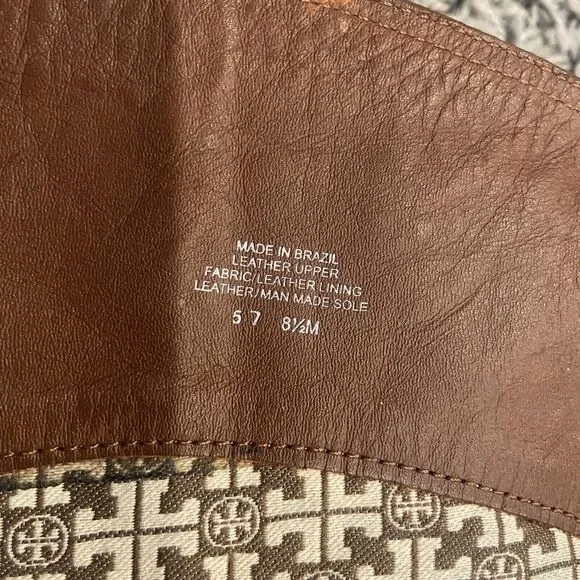 MADE IN BRAZIL
LEATHER UPPER
FABRIC/LEATHER LINING
LEATHER/MAN MADE SOLE
5 7 8½M